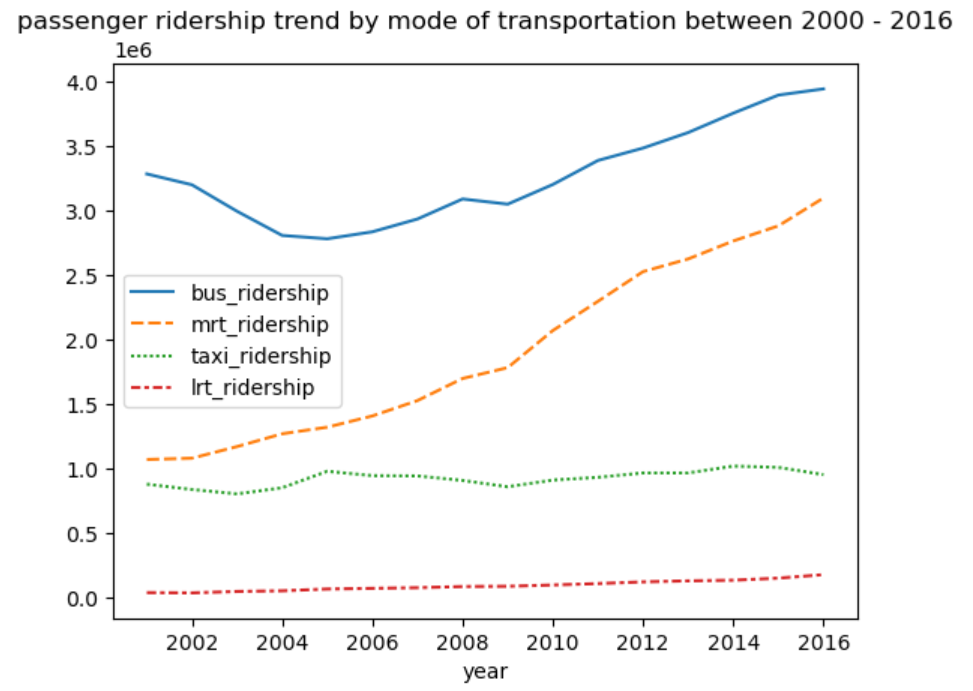 passenger ridership trend by mode of transportation between 2000 - 2016
1e6
4.0
3.5
3.0
2.5
2.0
1.5
1.0
0.5
0.0
bus_ridership
mrt_ridership
taxi_ridership
lrt_ridership
2002 2004 2006 2008 2010 2012 2014 2016
year